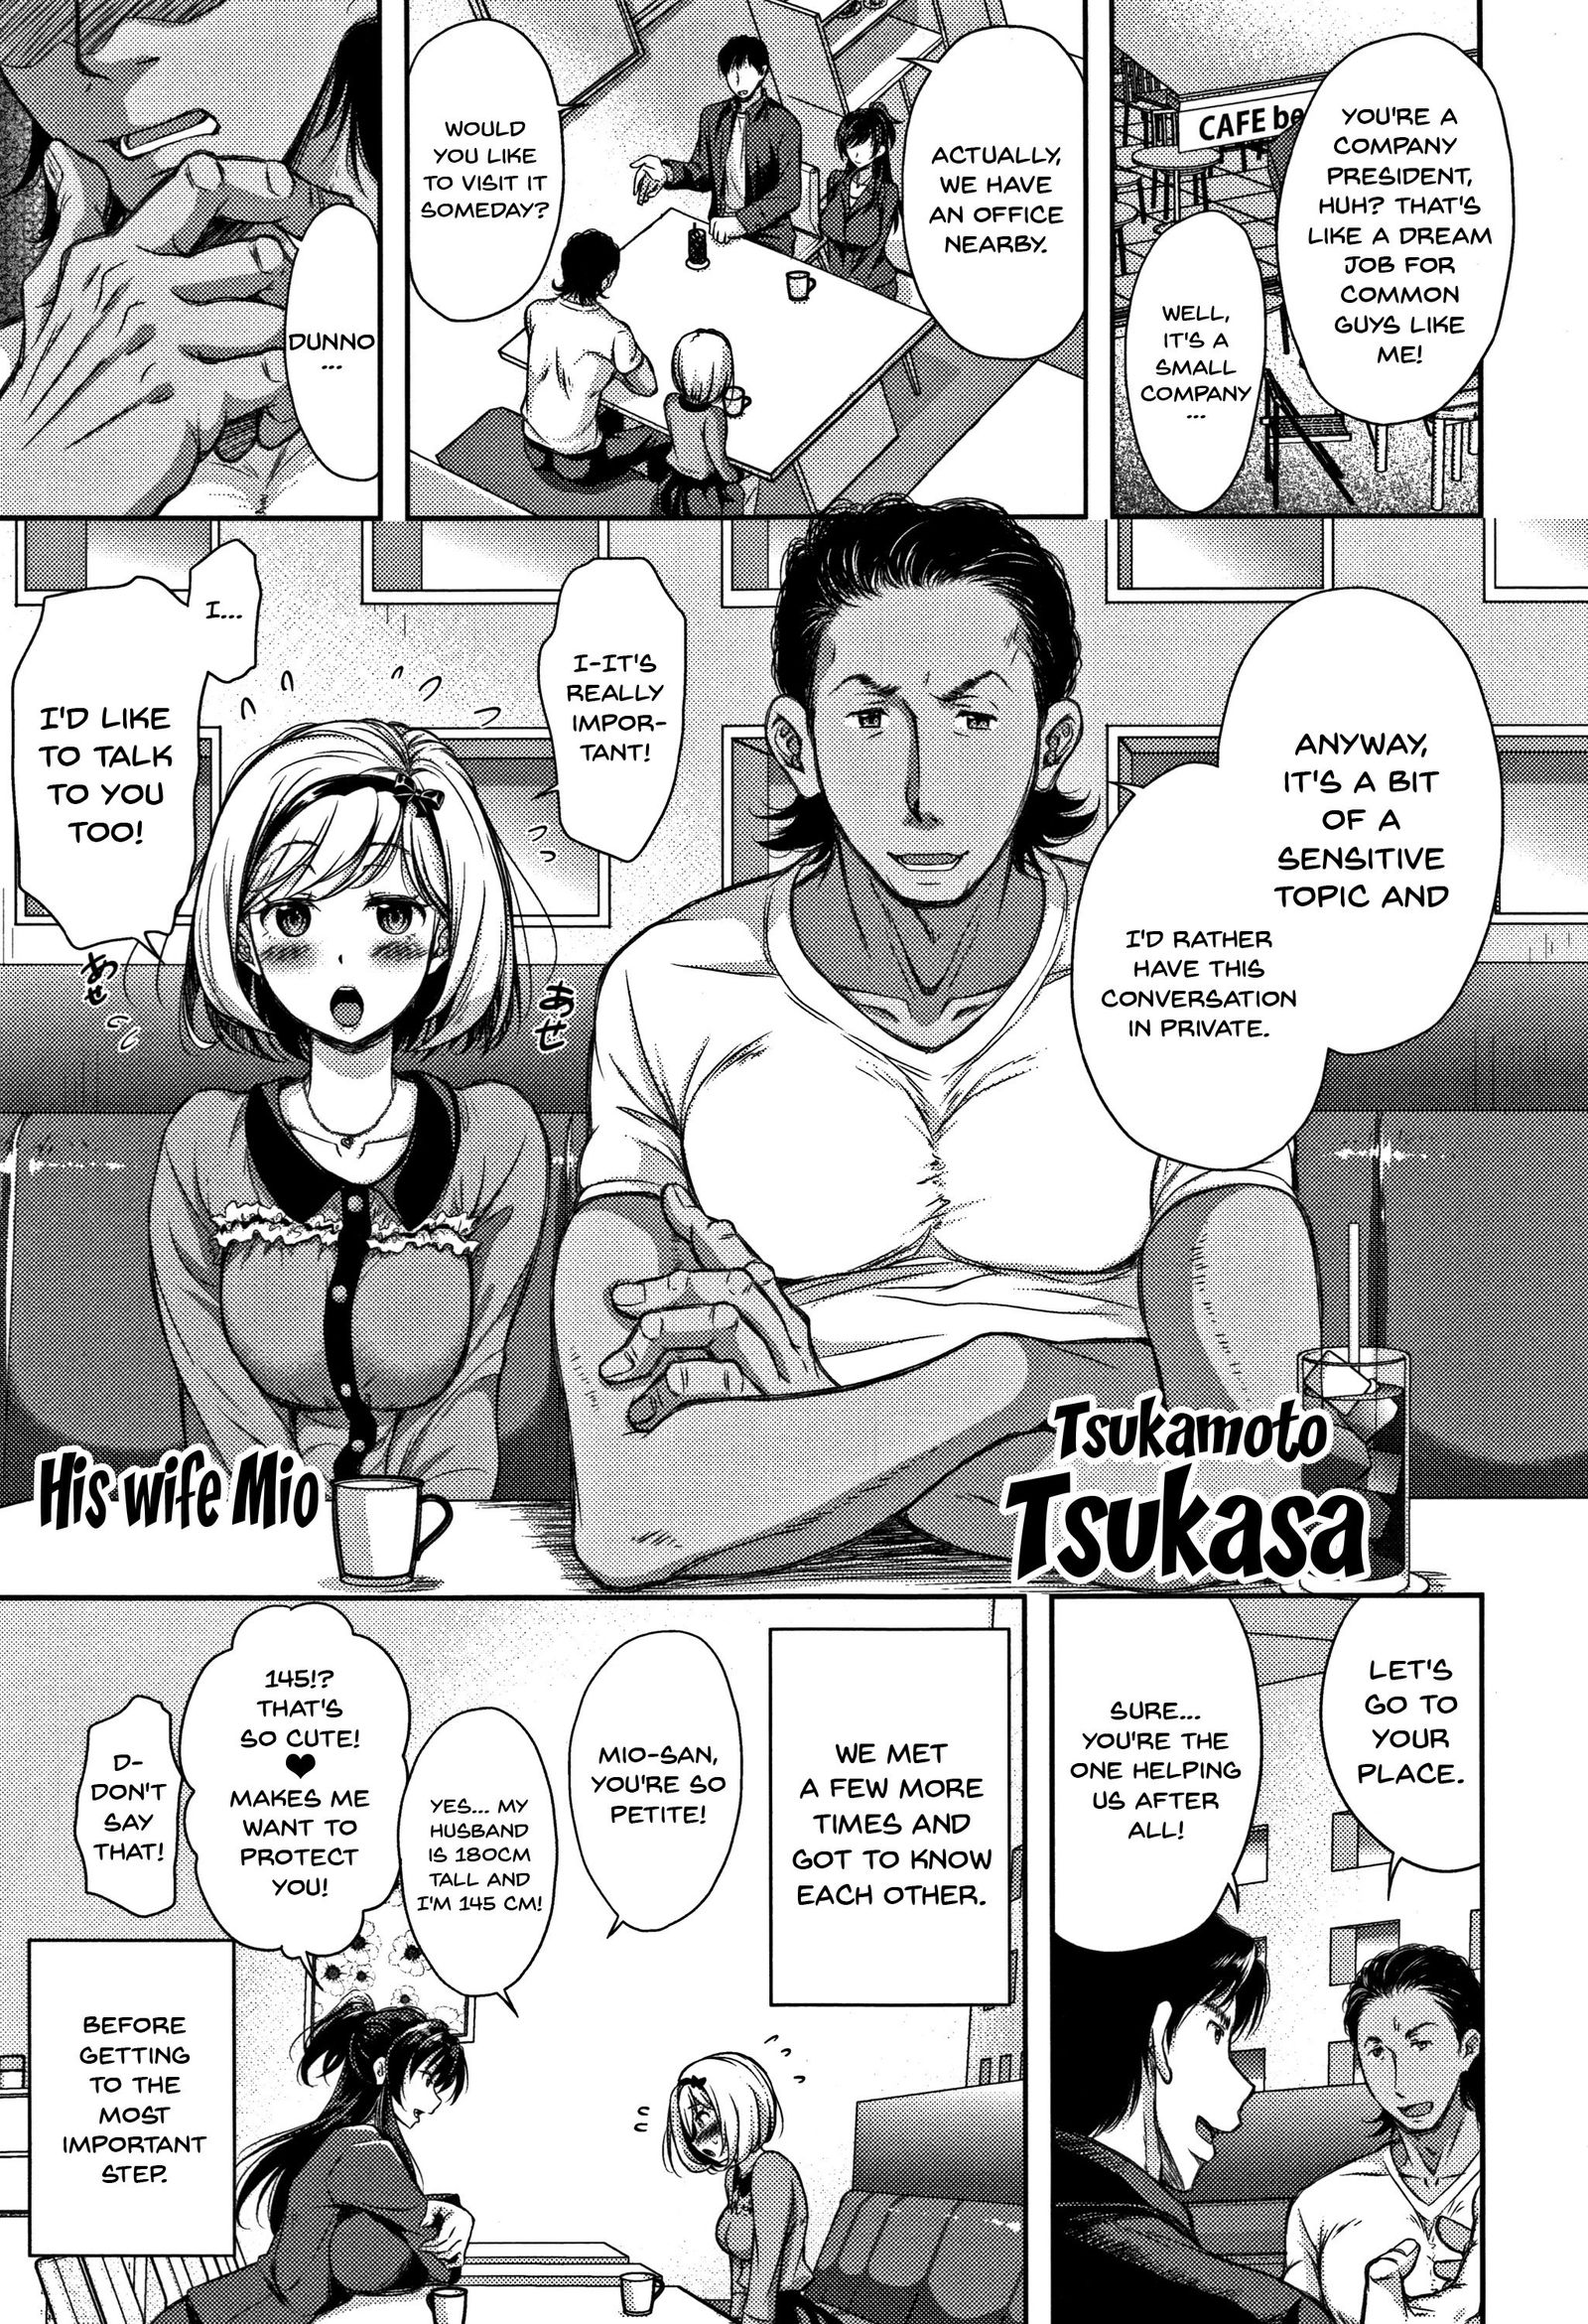 YOU'RE A
COMPANY
PRESIDENT,
HUH? THAT'S
LIKE A DREAM
JOB FOR
COMMON
GUYS LIKE
ME!
CAFE be
WELL,
IT'S A
SMALL
COMPANY
...
ACTUALLY,
WE HAVE
AN OFFICE
NEARBY.
WOULD
YOU LIKE
TO VISIT IT
SOMEDAY?
DUNNO
...
ANYWAY,
IT'S A BIT
OF A
SENSITIVE
TOPIC AND
I'D RATHER
HAVE THIS
CONVERSATION
IN PRIVATE.
I-IT'S
REALLY
IMPOR-
TANT!
I...
I'D LIKE
TO TALK
TO YOU
TOO!
あせ
あせ
Tsukamoto
Tsukasa
His wife Mio
LET'S
GO TO
YOUR
PLACE.
SURE...
YOU'RE THE
ONE HELPING
US AFTER
ALL!
WE MET
A FEW MORE
TIMES AND
GOT TO KNOW
EACH OTHER.
MIO-SAN,
YOU'RE SO
PETITE!
YES... MY
HUSBAND
IS 180CM
TALL AND
I'M 145 CM!
145!?
THAT'S
SO CUTE!
♥
MAKES ME
WANT TO
PROTECT
YOU!
D-
DON'T
SAY
THAT!
BEFORE
GETTING
TO THE
MOST
IMPORTANT
STEP.